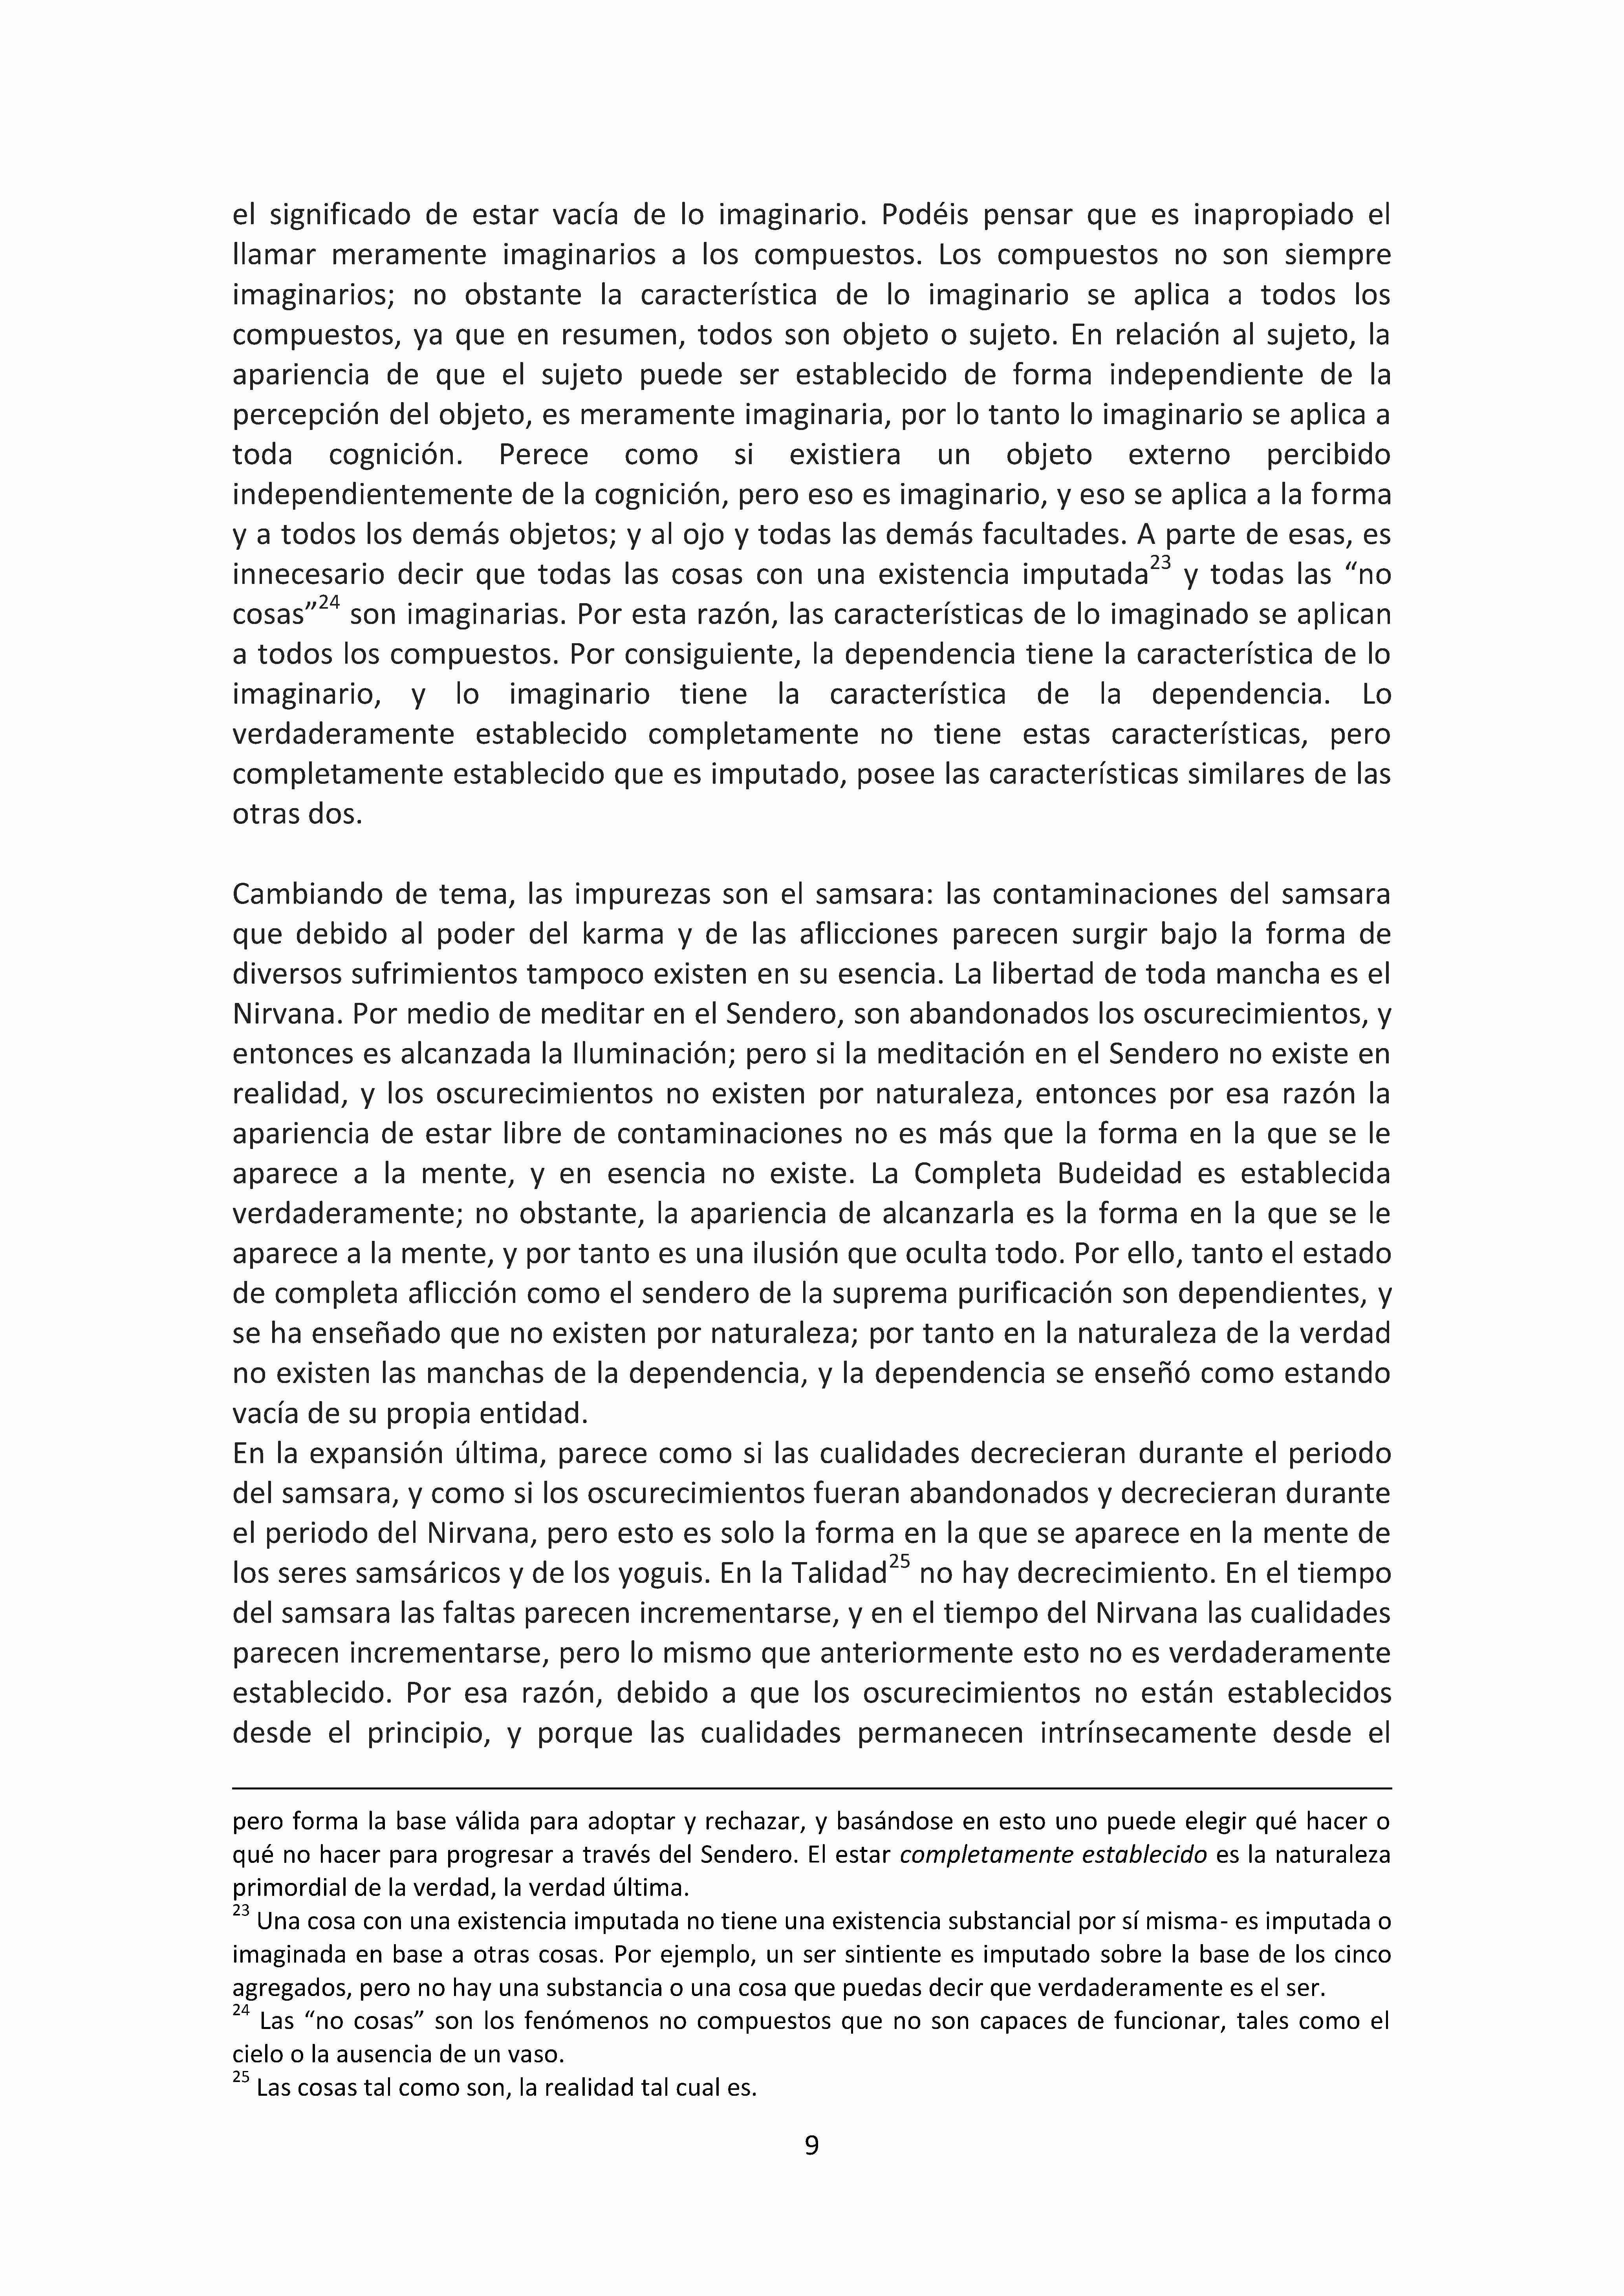 el significado de estar vacía de lo imaginario. Podéis pensar que es inapropiado el
llamar meramente imaginarios a los compuestos. Los compuestos no son siempre
imaginarios; no obstante la característica de lo imaginario se aplica a todos los
compuestos, ya que en resumen, todos son objeto o sujeto. En relación al sujeto, la
apariencia de que el sujeto puede ser establecido de forma independiente de la
percepción del objeto, es meramente imaginaria, por lo tanto lo imaginario se aplica a
toda cognición. Perece como si existiera un objeto externo percibido
independientemente de la cognición, pero eso es imaginario, y eso se aplica a la forma
y a todos los demás objetos; y al ojo y todas las demás facultades. A parte de esas, es
innecesario decir que todas las cosas con una existencia imputada23 y todas las “no
cosas”24 son imaginarias. Por esta razón, las características de lo imaginado se aplican
a todos los compuestos. Por consiguiente, la dependencia tiene la característica de lo
imaginario, y lo imaginario tiene la característica de la dependencia. Lo
verdaderamente establecido completamente no tiene estas características, pero
completamente establecido que es imputado, posee las características similares de las
otras dos.
Cambiando de tema, las impurezas son el samsara: las contaminaciones del samsara
que debido al poder del karma y de las aflicciones parecen surgir bajo la forma de
diversos sufrimientos tampoco existen en su esencia. La libertad de toda mancha es el
Nirvana. Por medio de meditar en el Sendero, son abandonados los oscurecimientos, y
entonces es alcanzada la Iluminación; pero si la meditación en el Sendero no existe en
realidad, y los oscurecimientos no existen por naturaleza, entonces por esa razón la
apariencia de estar libre de contaminaciones no es más que la forma en la que se le
aparece a la mente, y en esencia no existe. La Completa Budeidad es establecida
verdaderamente; no obstante, la apariencia de alcanzarla es la forma en la que se le
aparece a la mente, y por tanto es una ilusión que oculta todo. Por ello, tanto el estado
de completa aflicción como el sendero de la suprema purificación son dependientes, y
se ha enseñado que no existen por naturaleza; por tanto en la naturaleza de la verdad
no existen las manchas de la dependencia, y la dependencia se enseñó como estando
vacía de su propia entidad.
En la expansión última, parece como si las cualidades decrecieran durante el periodo
del samsara, y como si los oscurecimientos fueran abandonados y decrecieran durante
el periodo del Nirvana, pero esto es solo la forma en la que se aparece en la mente de
los seres samsáricos y de los yoguis. En la Talidad25 no hay decrecimiento. En el tiempo
del samsara las faltas parecen incrementarse, y en el tiempo del Nirvana las cualidades
parecen incrementarse, pero lo mismo que anteriormente esto no es verdaderamente
establecido. Por esa razón, debido a que los oscurecimientos no están establecidos
desde el principio, y porque las cualidades permanecen intrínsecamente desde el
pero forma la base válida para adoptar y rechazar, y basándose en esto uno puede elegir qué hacer o
qué no hacer para progresar a través del Sendero. El estar completamente establecido es la naturaleza
primordial de la verdad, la verdad última.
23 Una cosa con una existencia imputada no tiene una existencia substancial por sí misma- es imputada o
imaginada en base a otras cosas. Por ejemplo, un ser sintiente es imputado sobre la base de los cinco
agregados, pero no hay una substancia o una cosa que puedas decir que verdaderamente es el ser.
24 Las “no cosas” son los fenómenos no compuestos que no son capaces de funcionar, tales como el
cielo o la ausencia de un vaso.
25 Las cosas tal como son, la realidad tal cual es.
9